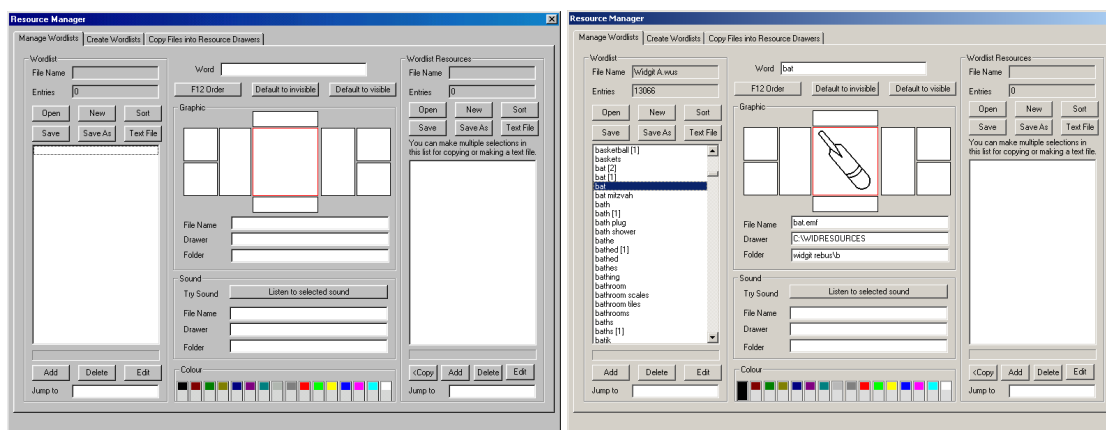 Resource Manager
Manage Wordlists Create Wordlists Copy Files into Resource Drawers
Wordlist
File Name
Entries 0
Open New Sort
Save Save As Text File
Add Delete Edit
Jump to
Word
F12 Order Default to invisible Default to visible
Graphic
File Name
Drawer
Folder
Sound
Try Sound Listen to selected sound
File Name
Drawer
Folder
Colour
Wordlist Resources
File Name
Entries 0
Open New Sort
Save Save As Text File
You can make multiple selections in
this list for copying or making a text file.
<Copy Add Delete Edit
Jump to
Resource Manager
Manage Wordlists Create Wordlists Copy Files into Resource Drawers
Wordlist
File Name Widgit A.wus
Entries 13066
Open New Sort
Save Save As Text File
basketball [1]
baskets
bat [2]
bat [1]
bat
bat mitzvah
bath
bath [1]
bath plug
bath shower
bathe
bathed [1]
bathed
bathes
bathing
bathroom
bathroom scales
bathroom tiles
bathrooms
baths
baths [1]
batik
Add Delete Edit
Jump to
Word bat
F12 Order Default to invisible Default to visible
Graphic
File Name bat.emf
Drawer C:\WIDRESOURCES
Folder widgit rebus\b
Sound
Try Sound Listen to selected sound
File Name
Drawer
Folder
Colour
Wordlist Resources
File Name
Entries 0
Open New Sort
Save Save As Text File
You can make multiple selections in
this list for copying or making a text file.
<Copy Add Delete Edit
Jump to